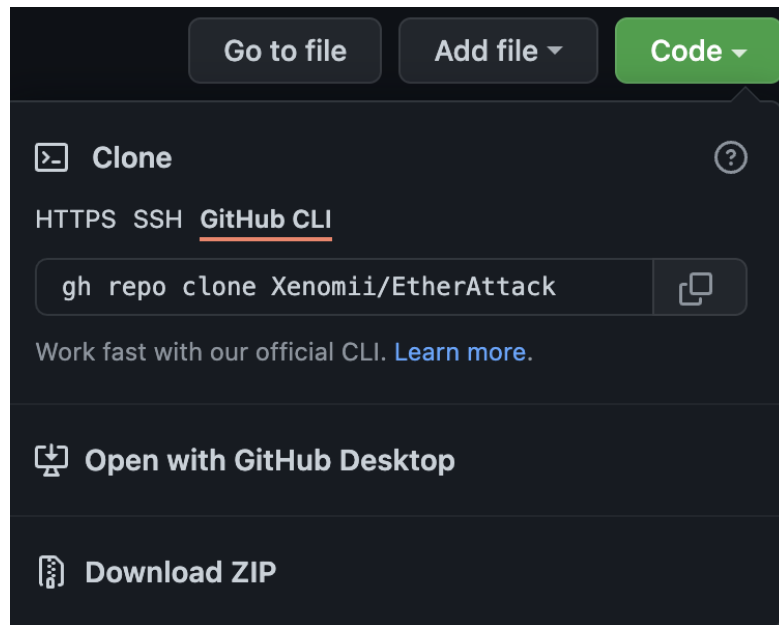 Go to file Add file Code
Clone
HTTPS SSH GitHub CLI
gh repo clone Xenomii/EtherAttack
Work fast with our official CLI. Learn more.
Open with GitHub Desktop
Download ZIP